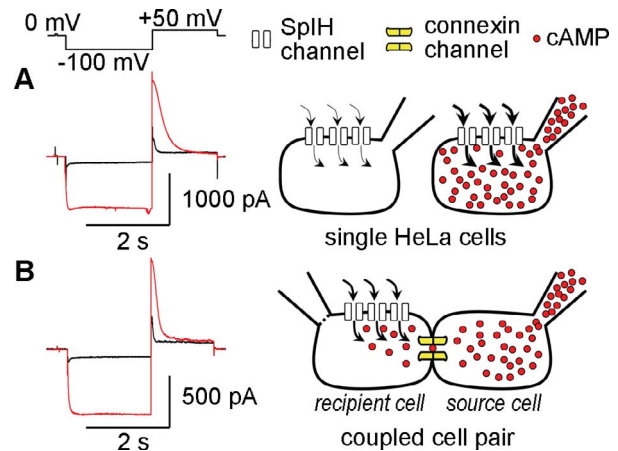 0 mV
+50 mV
-100 mV
SpIH
channel
connexin
channel
cAMP
A
1000 pA
2 s
single HeLa cells
B
500 pA
2 s
recipient cell
source cell
coupled cell pair